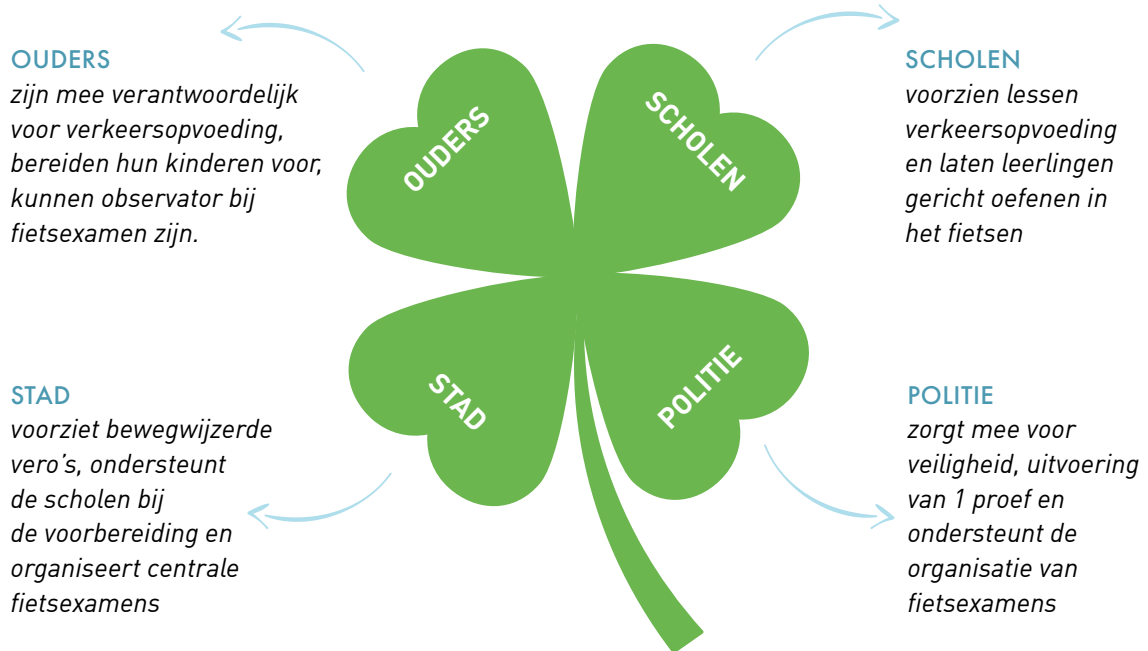 OUDERS
zijn mee verantwoordelijk
voor verkeersopvoeding,
bereiden hun kinderen voor,
kunnen observator bij
fietsexamen zijn.
OUDERS
SCHOLEN
SCHOLEN
voorzien lessen
verkeersopvoeding
en laten leerlingen
gericht oefenen in
het fietsen
STAD
voorziet bewegwijzerde
vero's, ondersteunt
de scholen bij
de voorbereiding en
organiseert centrale
fietsexamens
STAD
POLITIE
POLITIE
zorgt mee voor
veiligheid, uitvoering
van 1 proef en
ondersteunt de
organisatie van
fietsexamens